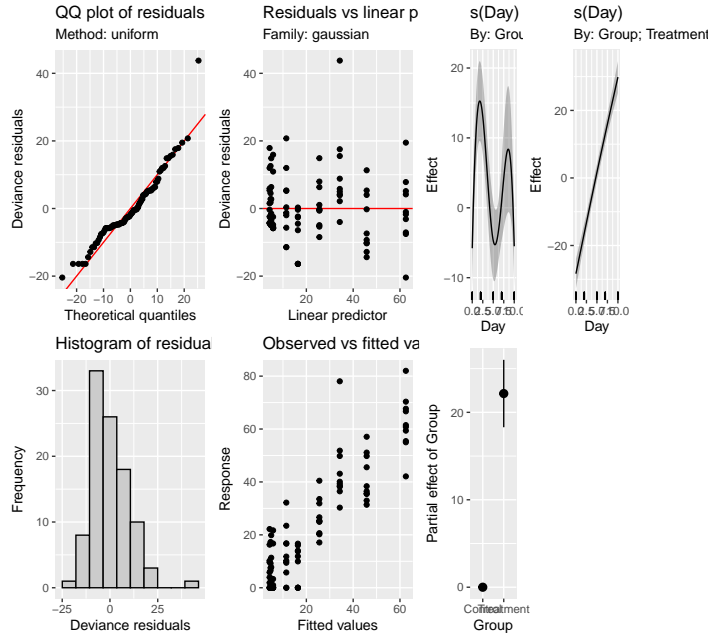 QQ plot of residuals
Method: uniform
Deviance residuals
40
20
0
−20
−20
−10
0
10
20
Theoretical quantiles
Residuals vs linear p
Family: gaussian
Deviance residuals
40
20
0
−20
20
40
60
Linear predictor
s(Day)
By: Grou
Effect
20
10
0
−10
Day
s(Day)
By: Group; Treatment
Effect
20
0
−20
Day
Histogram of residual
Frequency
30
20
10
0
−25
0
25
Deviance residuals
Observed vs fitted va
Response
80
60
40
20
0
20
40
60
Fitted values
Partial effect of Group
20
10
0
Control
Treatment
Group